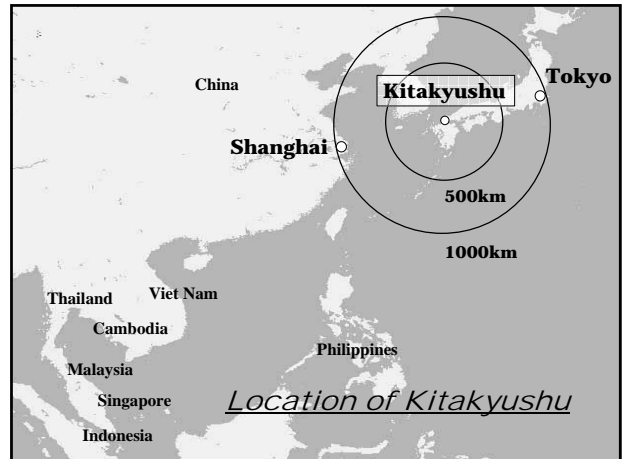 China
Kitakyushu
Tokyo
Shanghai
500km
1000km
Thailand
Viet Nam
Cambodia
Philippines
Malaysia
Singapore
Location of Kitakyushu
Indonesia